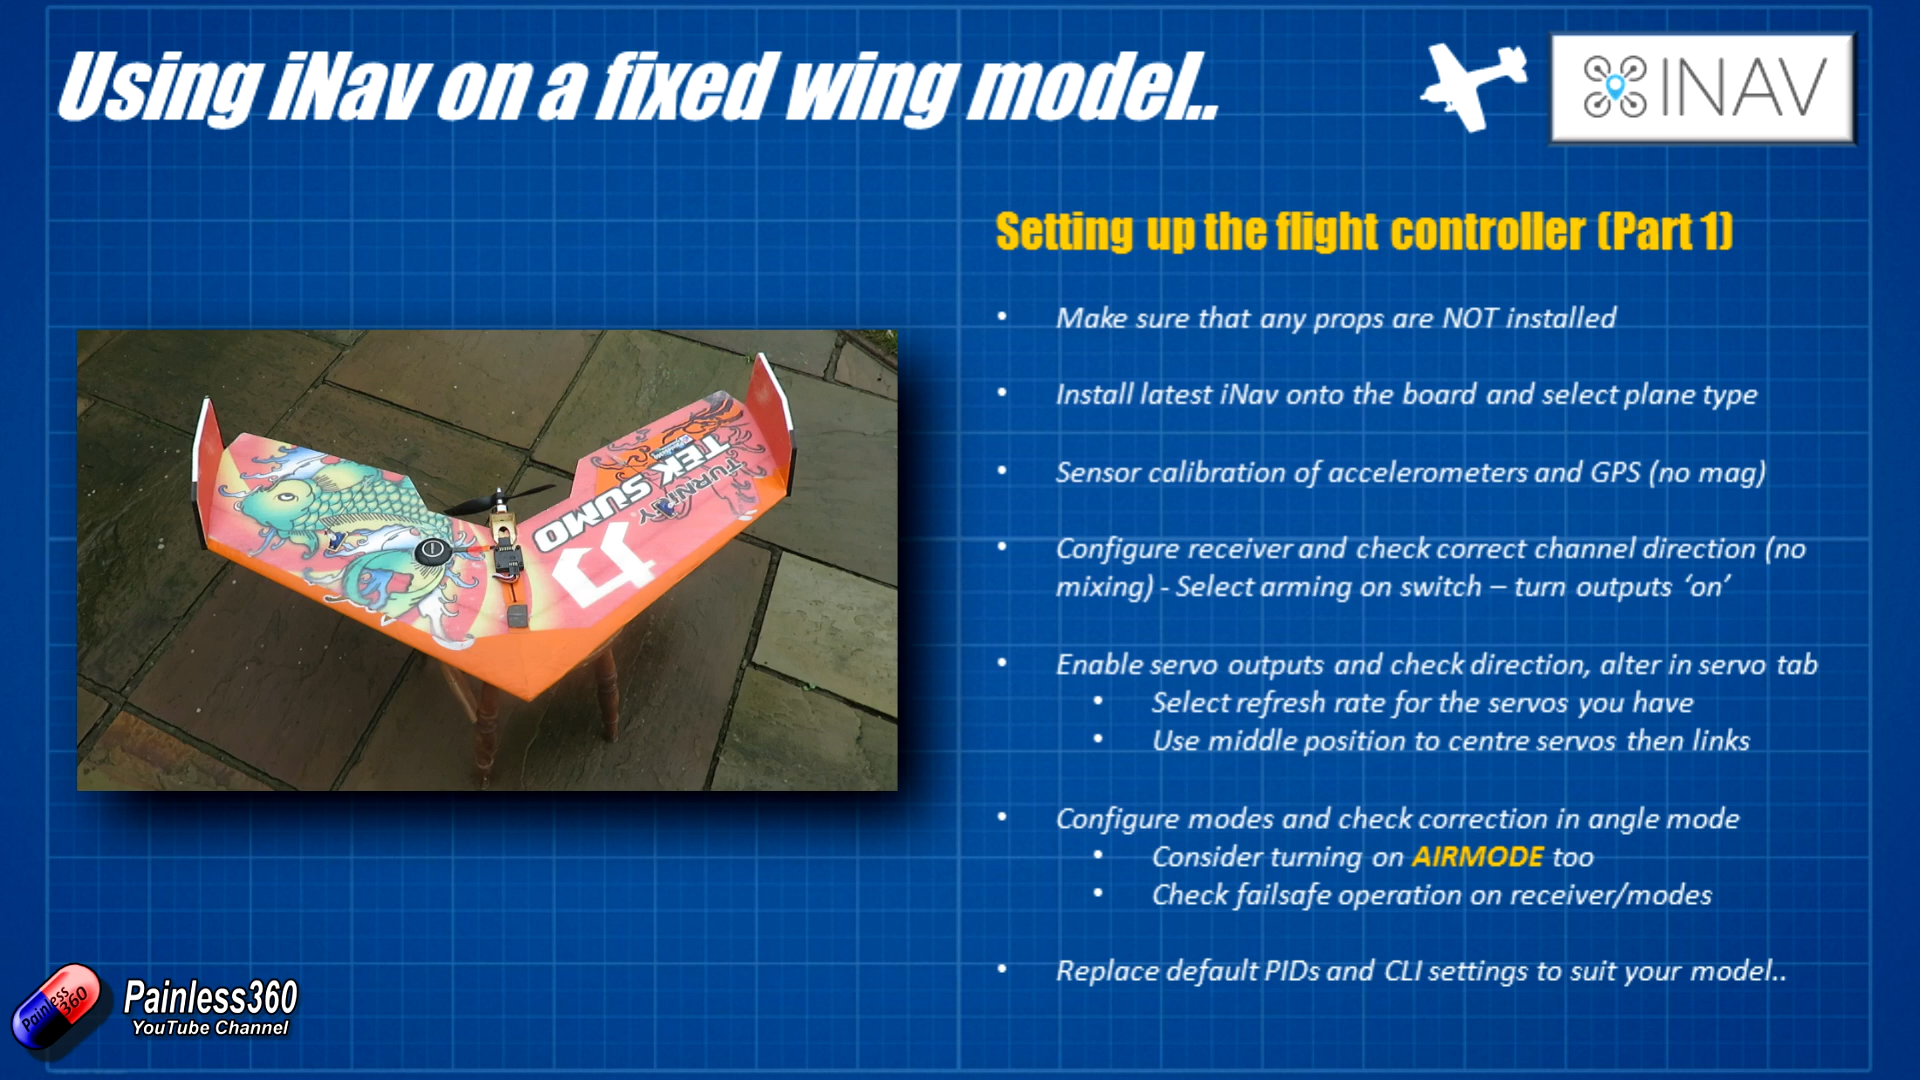 Using iNav on a fixed wing model..
INAV
Setting up the flight controller (Part 1)
• Make sure that any props are NOT installed
• Install latest iNav onto the board and select plane type
• Sensor calibration of accelerometers and GPS (no mag)
• Configure receiver and check correct channel direction (no
mixing) - Select arming on switch – turn outputs ‘on’
• Enable servo outputs and check direction, alter in servo tab
• Select refresh rate for the servos you have
• Use middle position to centre servos then links
• Configure modes and check correction in angle mode
• Consider turning on AIRMODE too
• Check failsafe operation on receiver/modes
• Replace default PIDs and CLI settings to suit your model..
TURNIGY
TEK SUMO
Painless
360
Painless360
YouTube Channel